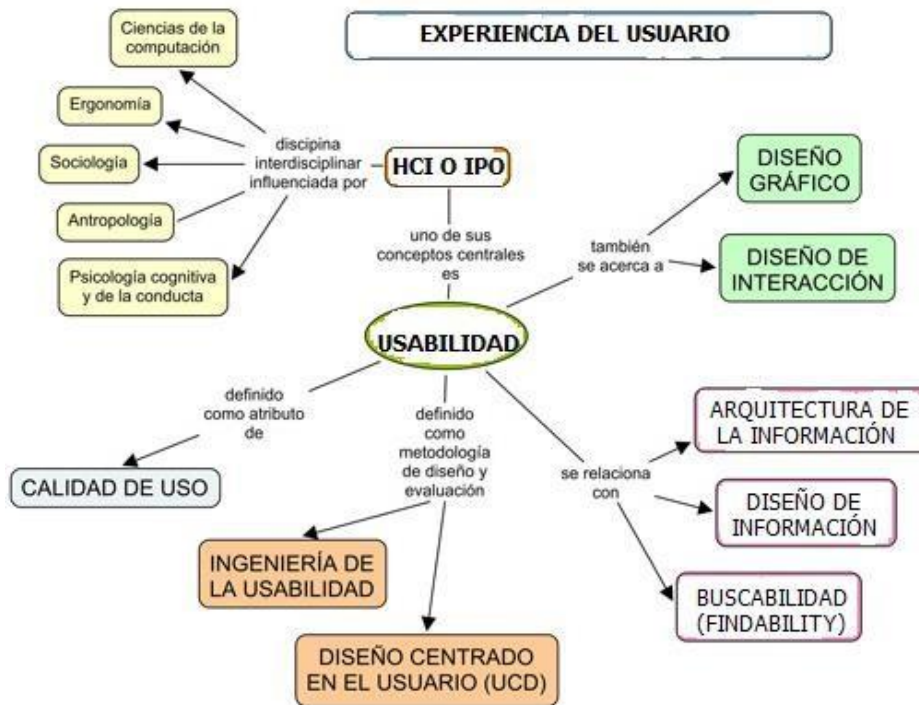 Ciencias de la
computación
EXPERIENCIA DEL USUARIO
Ergonomía
Sociología
Antropología
Psicología cognitiva
y de la conducta
discipina
interdisciplinar
influenciada por
HCI O IPO
uno de sus
conceptos centrales
es
USABILIDAD
también
se acerca a
DISEÑO
GRÁFICO
DISEÑO DE
INTERACCIÓN
definido
como atributo
de
CALIDAD DE USO
definido
como
metodología
de diseño y
evaluación
INGENIERÍA DE
LA USABILIDAD
DISEÑO CENTRADO
EN EL USUARIO (UCD)
se relaciona
con
ARQUITECTURA DE
LA INFORMACIÓN
DISEÑO DE
INFORMACIÓN
BUSCABILIDAD
(FINDABILITY)